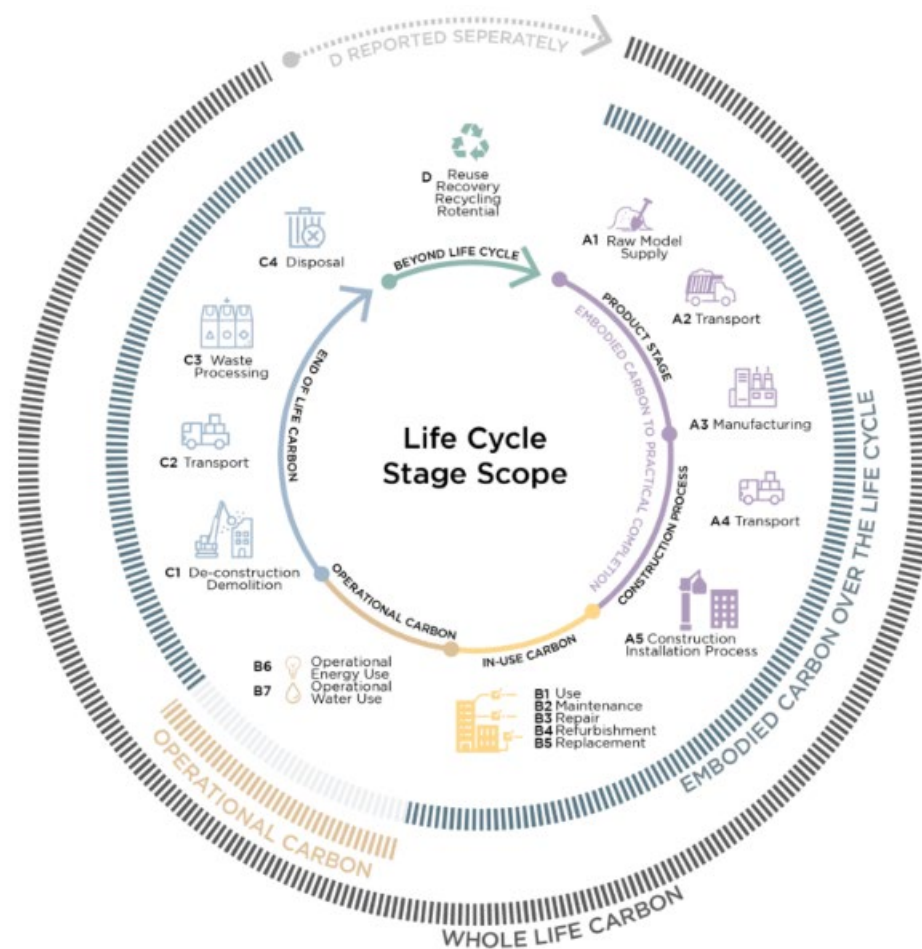 D REPORTED SEPERATELY
D Reuse
Recovery
Recycling
Rotential
BEYOND LIFE CYCLE
A1 Raw Model
Supply
A2 Transport
PRODUCT STAGE
EMBODIED CARBON TO PRACTICAL COMPLETION
A3 Manufacturing
A4 Transport
CONSTRUCTION PROCESS
A5 Construction
Installation Process
IN-USE CARBON
B1 Use
B2 Maintenance
B3 Repair
B4 Refurbishment
B5 Replacement
OPERATIONAL CARBON
B6 Operational
Energy Use
B7 Operational
Water Use
END OF LIFE CARBON
C1 De-construction
Demolition
C2 Transport
C3 Waste
Processing
C4 Disposal
Life Cycle
Stage Scope
EMBODIED CARBON OVER THE LIFE CYCLE
OPERATIONAL CARBON
WHOLE LIFE CARBON